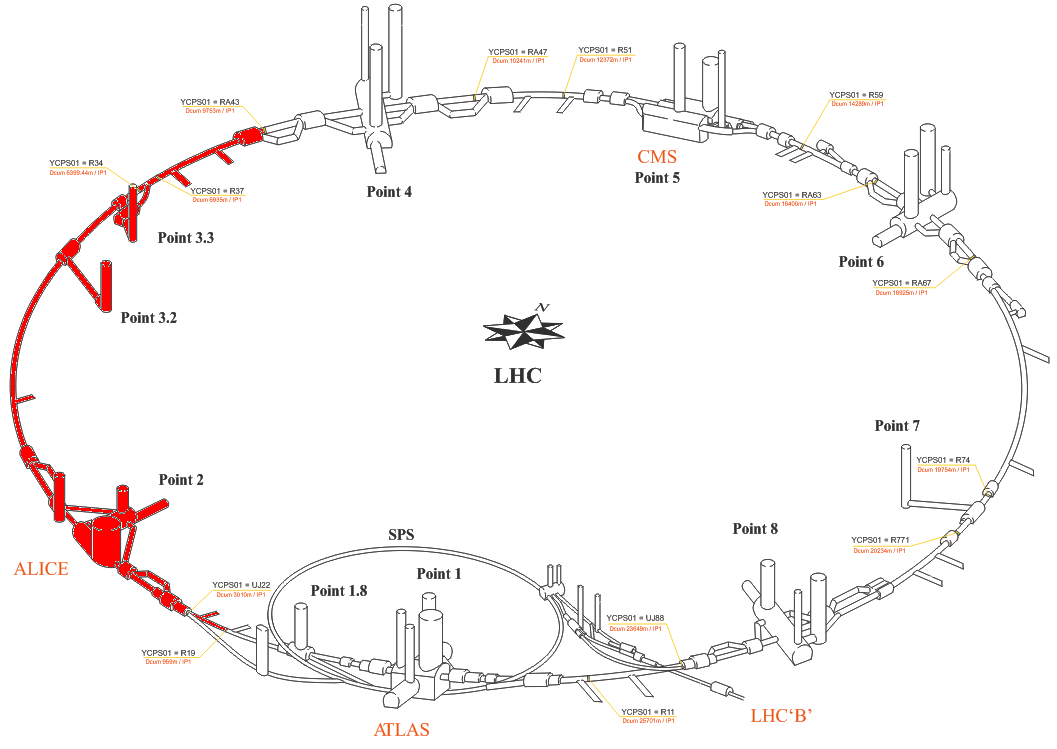 YCPS01 = RA47
Dcum 10241m / IP1
YCPS01 = R51
Dcum 12372m / IP1
YCPS01 = RA43
Dcum 9753m / IP1
YCPS01 = R59
Dcum 14289m / IP1
YCPS01 = R34
Dcum 6399.44m / IP1
YCPS01 = R37
Dcum 6935m / IP1
Point 4
CMS
Point 5
YCPS01 = RA63
Dcum 16400m / IP1
Point 3.3
Point 6
YCPS01 = RA67
Dcum 16925m / IP1
Point 3.2
N
LHC
Point 7
YCPS01 = R74
Dcum 19754m / IP1
Point 2
YCPS01 = R771
Dcum 20234m / IP1
Point 8
SPS
ALICE
Point 1
Point 1.8
YCPS01 = UJ22
Dcum 3010m / IP1
YCPS01 = UJ88
Dcum 23649m / IP1
YCPS01 = R19
Dcum 959m / IP1
YCPS01 = R11
Dcum 25701m / IP1
ATLAS
LHC‘B’